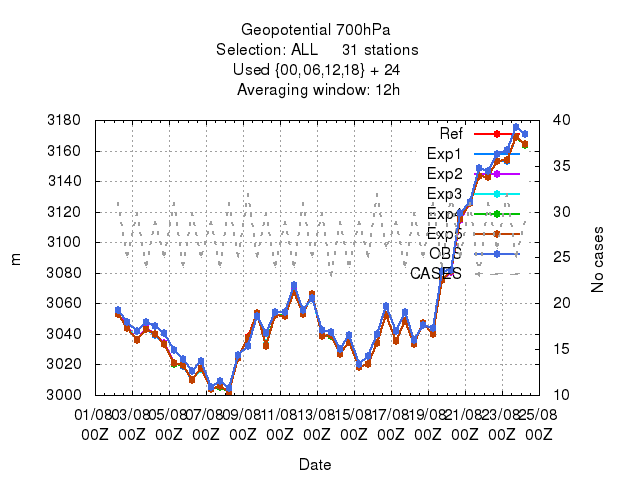 Geopotential 700hPa
Selection: ALL 31 stations
Used {00,06,12,18} + 24
Averaging window: 12h
3180
3160
3140
3120
3100
3080
3060
3040
3020
3000
m
40
35
30
25
20
15
10
No cases
Ref
Exp1
Exp2
Exp3
Exp4
Exp5
OBS
CASES
01/08 03/08 05/08 07/08 09/08 11/08 13/08 15/08 17/08 19/08 21/08 23/08 25/08
00Z 00Z 00Z 00Z 00Z 00Z 00Z 00Z 00Z 00Z 00Z 00Z 00Z
Date